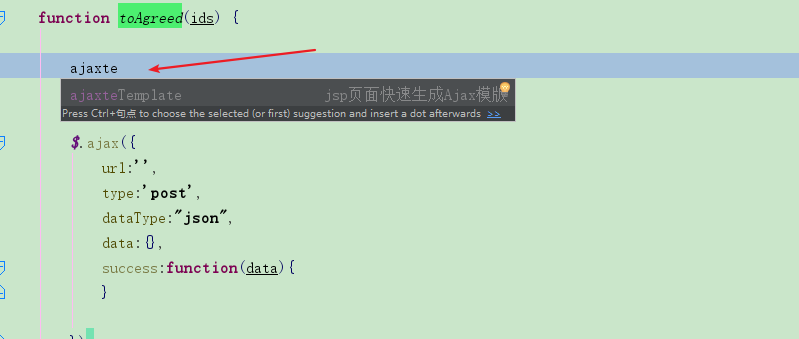 function toAgreed(ids) {
ajaxte
ajaxteTemplate jsp页面快速生成Ajax模版
Press Ctrl+句点 to choose the selected (or first) suggestion and insert a dot afterwards >>
$.ajax({
url:'',
type:'post',
dataType:"json",
data:{},
success:function(data){
}
})